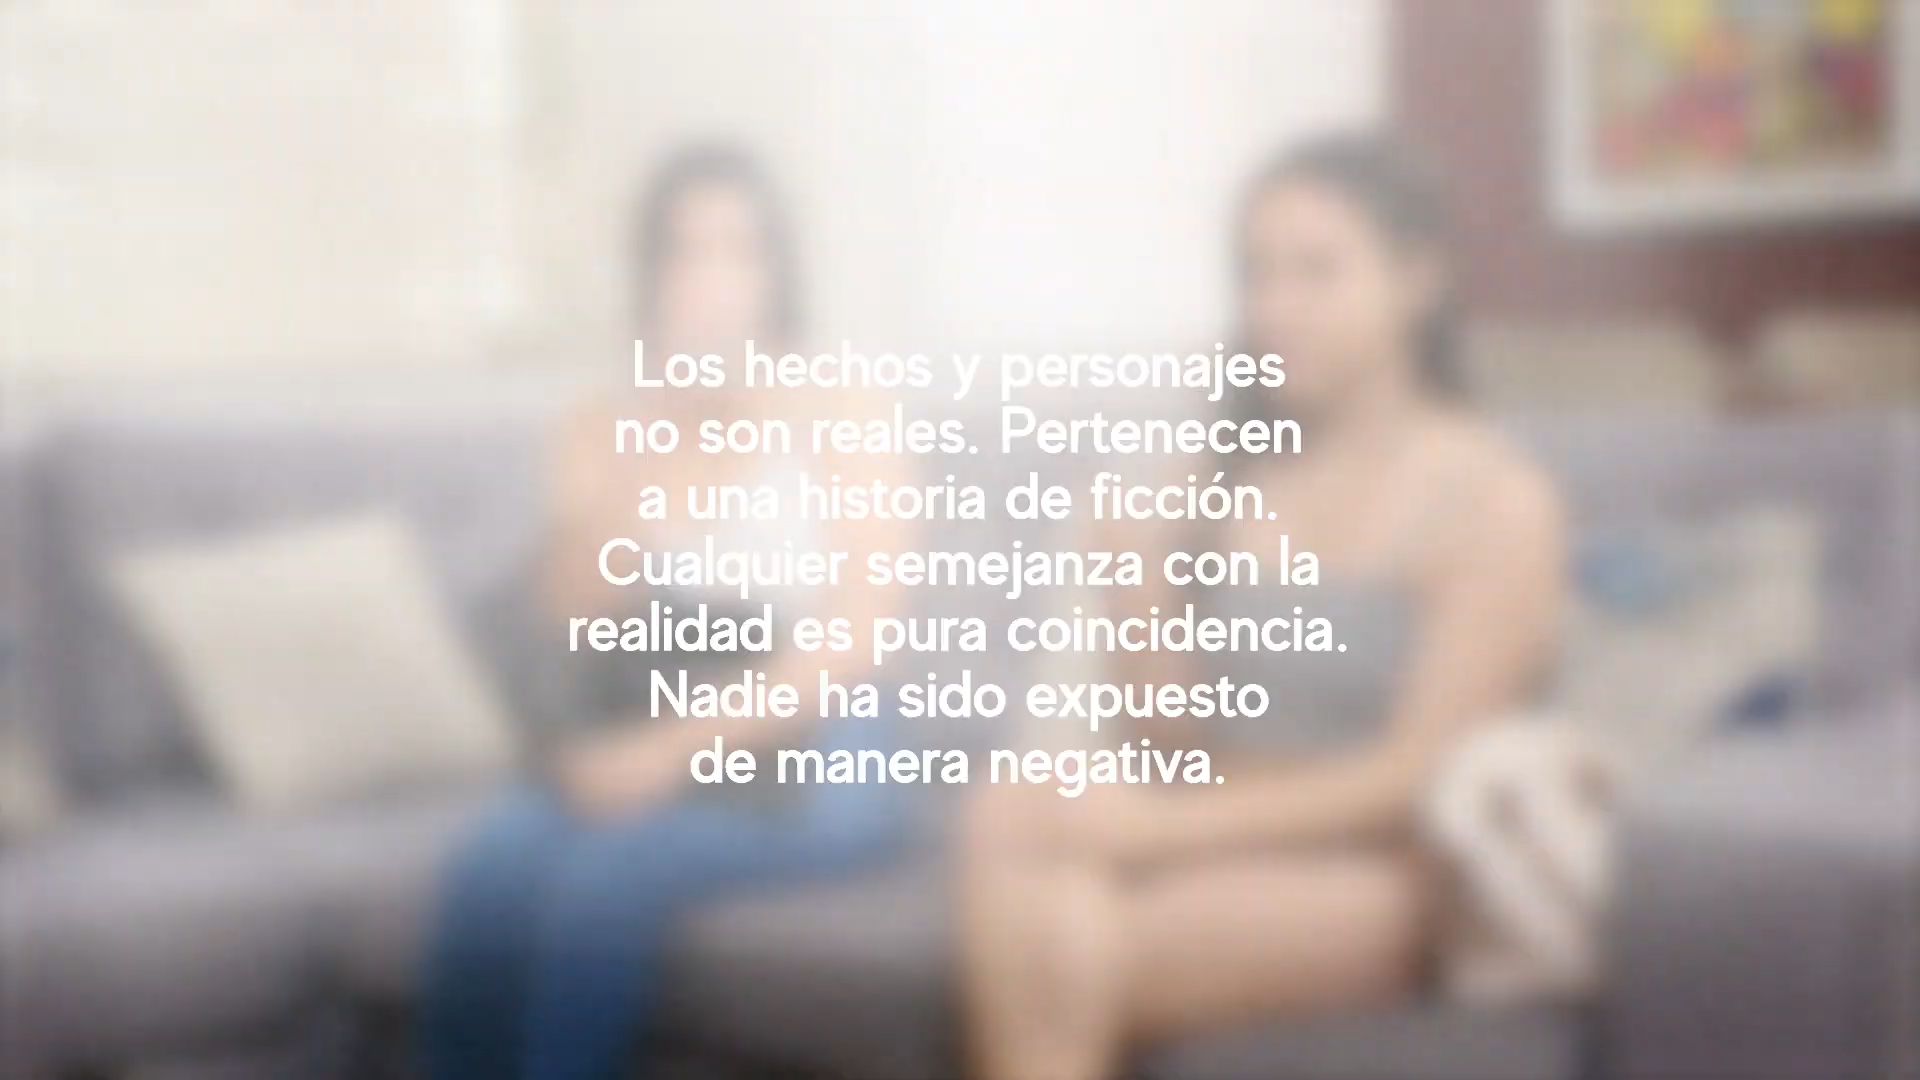 Los hechos y personajes
no son reales. Pertenecen
a una historia de ficción.
Cualquier semejanza con la
realidad es pura coincidencia.
Nadie ha sido expuesto
de manera negativa.